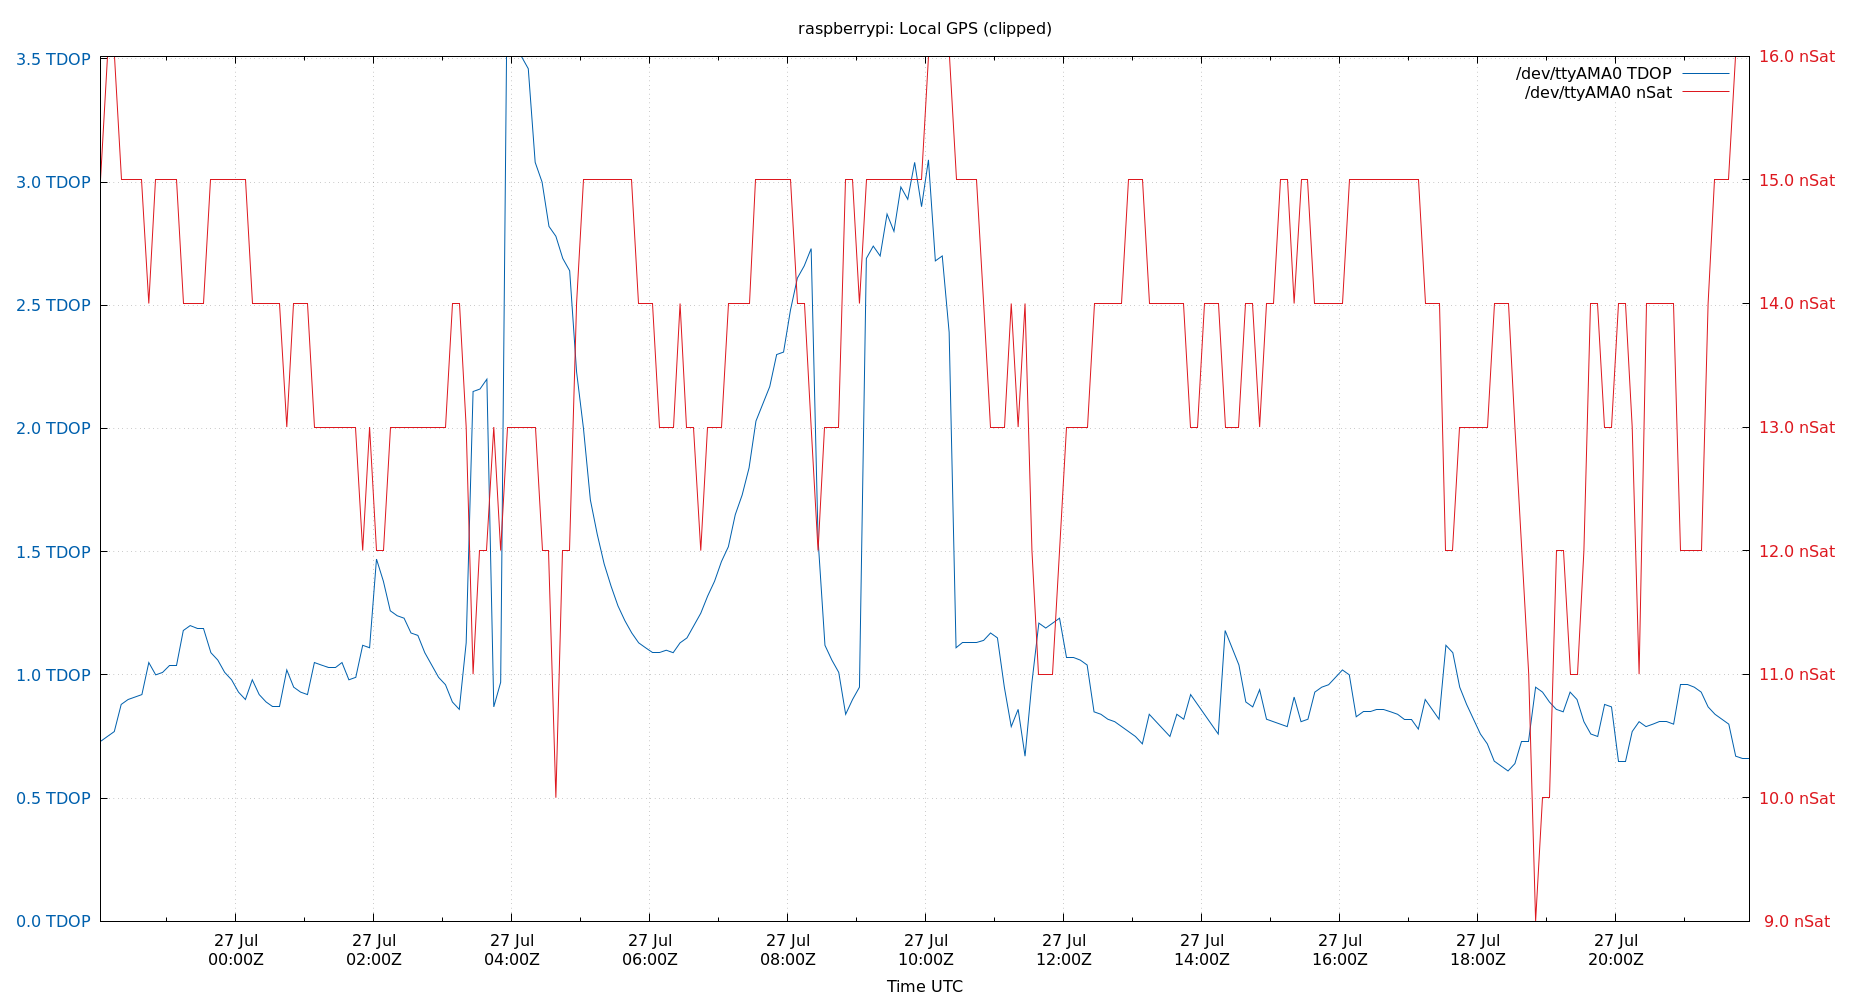 raspberrypi: Local GPS (clipped)
/dev/ttyAMA0 TDOP
/dev/ttyAMA0 nSat
3.5 TDOP
3.0 TDOP
2.5 TDOP
2.0 TDOP
1.5 TDOP
1.0 TDOP
0.5 TDOP
0.0 TDOP
16.0 nSat
15.0 nSat
14.0 nSat
13.0 nSat
12.0 nSat
11.0 nSat
10.0 nSat
9.0 nSat
27 Jul
00:00Z
27 Jul
02:00Z
27 Jul
04:00Z
27 Jul
06:00Z
27 Jul
08:00Z
27 Jul
10:00Z
27 Jul
12:00Z
27 Jul
14:00Z
27 Jul
16:00Z
27 Jul
18:00Z
27 Jul
20:00Z
Time UTC